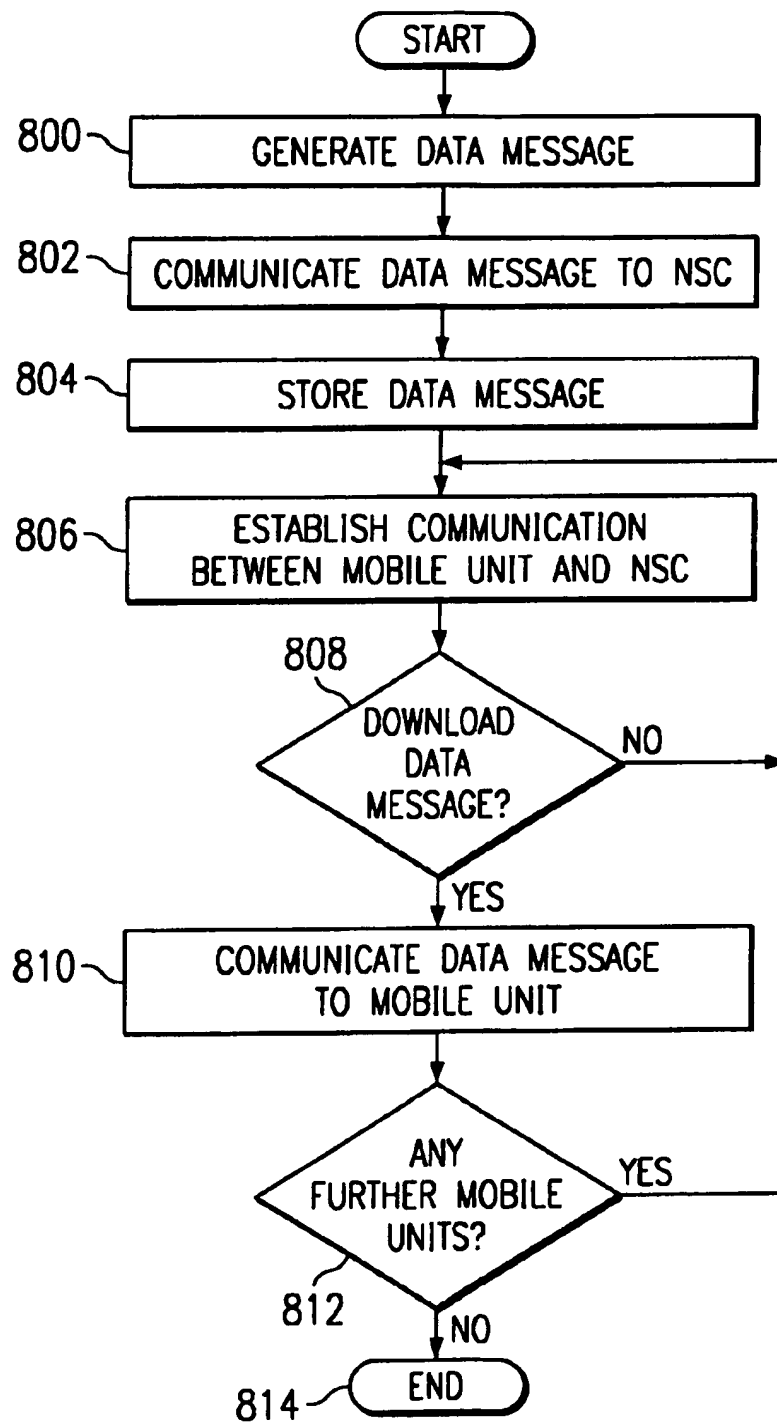 START
800
GENERATE DATA MESSAGE
802
COMMUNICATE DATA MESSAGE TO NSC
804
STORE DATA MESSAGE
806
ESTABLISH COMMUNICATION
BETWEEN MOBILE UNIT AND NSC
808
DOWNLOAD
DATA
MESSAGE?
NO
YES
810
COMMUNICATE DATA MESSAGE
TO MOBILE UNIT
ANY
FURTHER MOBILE
UNITS?
YES
812
NO
END
814